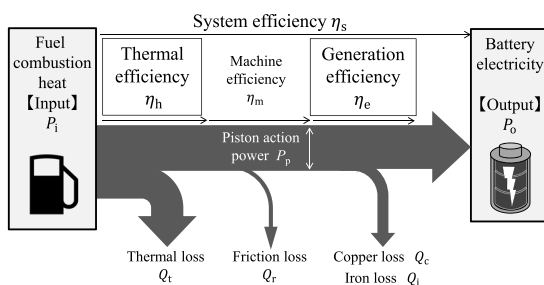 System efficiency ηs
Fuel
combustion
heat
【Input】
Pi
Thermal
efficiency
ηh
Machine
efficiency
ηm
Generation
efficiency
ηe
Battery
electricity
【Output】
Po
Piston action
power Pp
Thermal loss
Qt
Friction loss
Qr
Copper loss Qc
Iron loss Qi